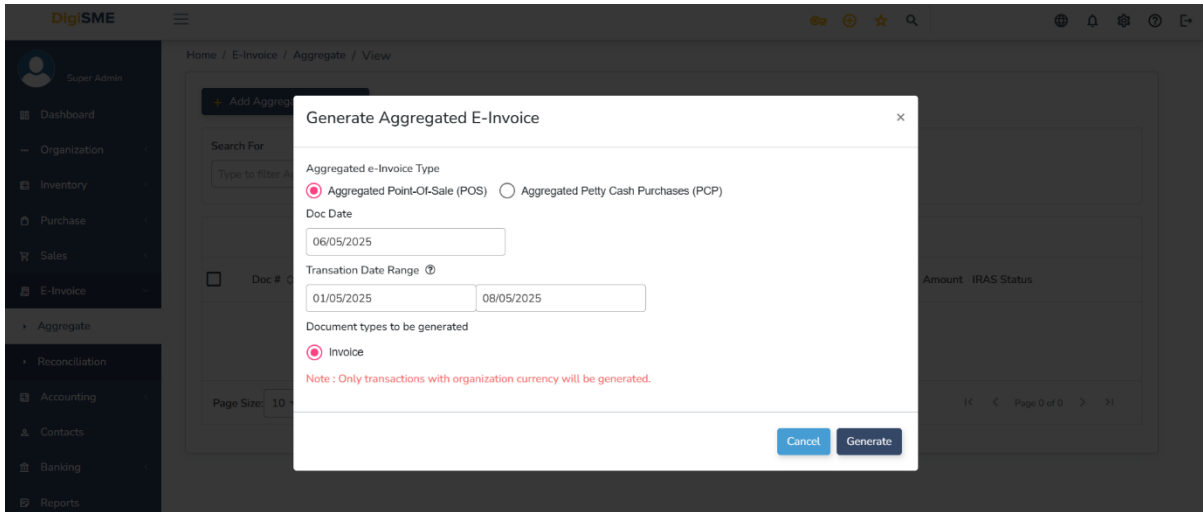 DigiSME
Home / E-Invoice / Aggregate / View
Super Admin
Dashboard
Organization
Inventory
Purchase
Sales
E-Invoice
Aggregate
Reconciliation
Accounting
Contacts
Banking
Reports
+ Add Aggrega
Search For
Type to filter A
Doc #
Amount IRAS Status
Page Size: 10
Page 0 of 0
Generate Aggregated E-Invoice ×
Aggregated e-Invoice Type
Aggregated Point-Of-Sale (POS) Aggregated Petty Cash Purchases (PCP)
Doc Date
06/05/2025
Transation Date Range
01/05/2025 08/05/2025
Document types to be generated
Invoice
Note : Only transactions with organization currency will be generated.
Cancel Generate